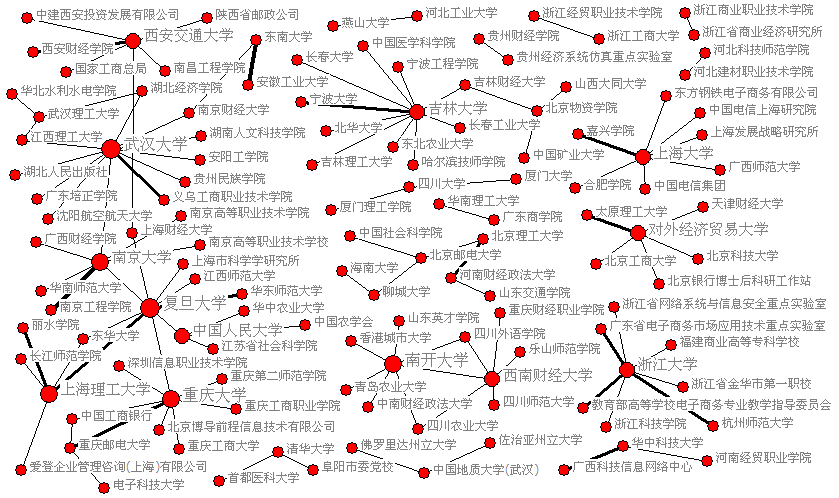 中建西安投资发展有限公司
陕西省邮政公司
西安交通大学
西安财经学院
国家工商总局
南昌工程学院
东南大学
安徽工业大学
华北水利水电学院
湖北经济学院
武汉理工大学
南京财经大学
江西理工大学
武汉大学
湖南人文科技学院
安阳工学院
湖北人民出版社
贵州民族学院
广东培正学院
义乌工商职业技术学院
沈阳航空航天大学
南京高等职业技术学院
上海财经大学
广西财经学院
南京高等职业技术学校
南京大学
上海市科学学研究所
江西师范大学
华南师范大学
华东师范大学
南京工程学院
复旦大学
华中农业大学
丽水学院
中国人民大学
中国农学会
东华大学
江苏省社会科学院
长江师范学院
深圳信息职业技术学院
重庆第二师范学院
上海理工大学
重庆大学
重庆工商职业学院
中国工商银行
北京博导前程信息技术有限公司
重庆邮电大学
重庆工商大学
爱登企业管理咨询(上海)有限公司
电子科技大学
清华大学
首都医科大学
阜阳市委党校
燕山大学
河北工业大学
中国医学科学院
长春大学
宁波工程学院
宁波大学
吉林财经大学
吉林大学
山西大同大学
北京物资学院
北华大学
长春工业大学
东北农业大学
吉林理工大学
哈尔滨技师学院
中国矿业大学
四川大学
厦门大学
厦门理工学院
华南理工大学
广东商学院
中国社会科学院
北京理工大学
北京邮电大学
海南大学
河南财经政法大学
聊城大学
山东交通学院
山东英才学院
重庆财经职业学院
香港城市大学
四川外语学院
南开大学
乐山师范学院
西南财经大学
青岛农业大学
中南财经政法大学
四川师范大学
四川农业大学
佛罗里达州立大学
佐治亚州立大学
中国地质大学(武汉)
浙江经贸职业技术学院
浙江工商大学
贵州财经学院
贵州经济系统仿真重点实验室
浙江商业职业技术学院
浙江省商业经济研究所
河北科技师范学院
河北建材职业技术学院
东方钢铁电子商务有限公司
中国电信上海研究院
嘉兴学院
上海发展战略研究所
上海大学
广西师范大学
合肥学院
中国电信集团
天津财经大学
太原理工大学
对外经济贸易大学
北京工商大学
北京科技大学
北京银行博士后科研工作站
浙江省网络系统与信息安全重点实验室
广东省电子商务市场应用技术重点实验室
福建商业高等专科学校
浙江大学
浙江省金华市第一职校
教育部高等学校电子商务专业教学指导委员会
浙江科技学院
杭州师范大学
华中科技大学
河南经贸职业学院
广西科技信息网络中心